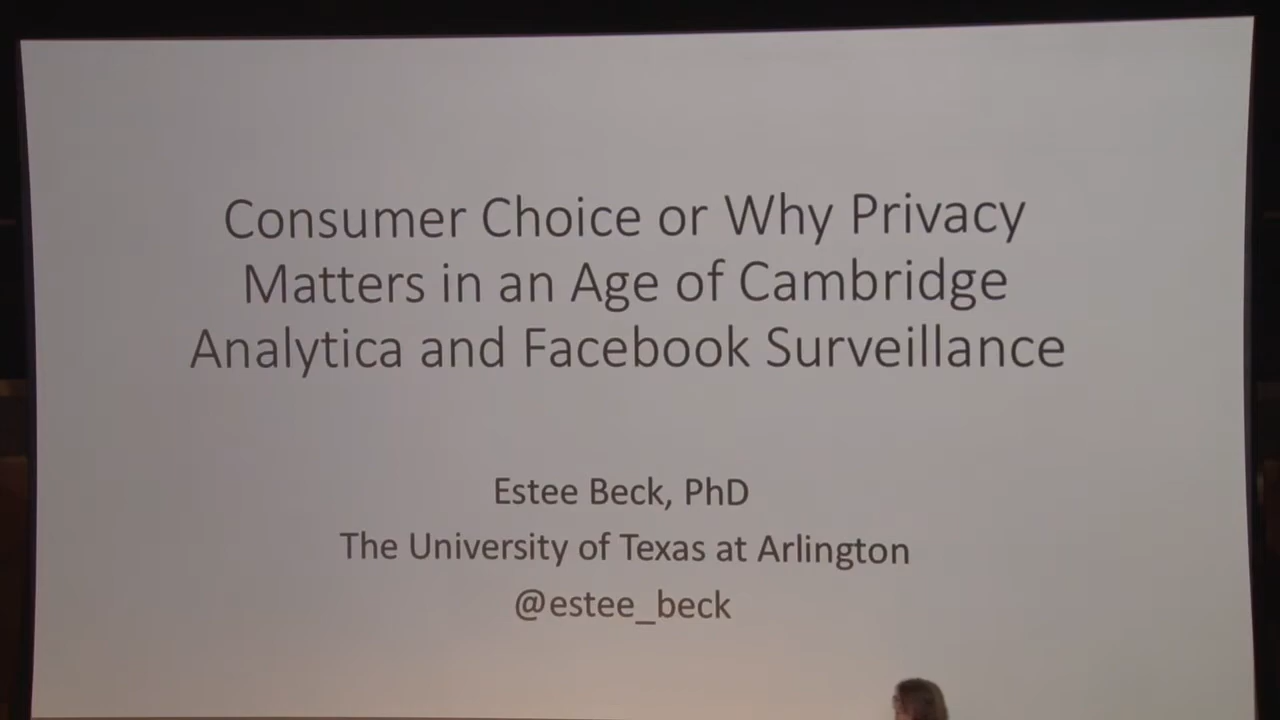 Consumer Choice or Why Privacy
Matters in an Age of Cambridge
Analytica and Facebook Surveillance
Estee Beck, PhD
The University of Texas at Arlington
@estee_beck